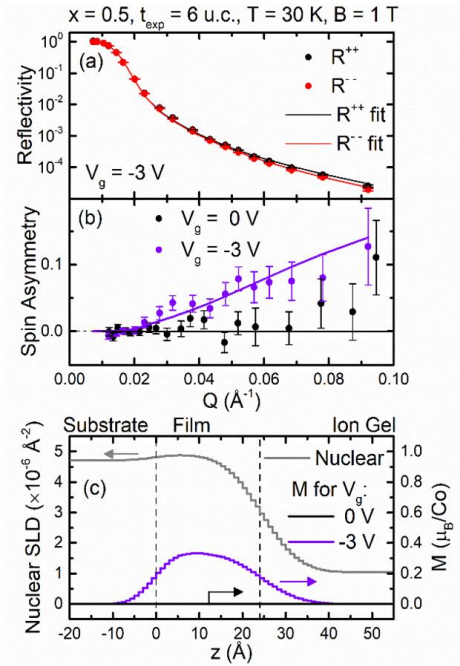 x = 0.5, t_exp = 6 u.c., T = 30 K, B = 1 T
10⁰
10⁻¹
10⁻²
10⁻³
10⁻⁴
Reflectivity
(a)
R⁺⁺
R⁻⁻
R⁺⁺ fit
R⁻⁻ fit
V_g = -3 V
(b)
V_g = 0 V
V_g = -3 V
0.1
0.0
Spin Asymmetry
0.00 0.02 0.04 0.06 0.08 0.10
Q (Å⁻¹)
Substrate Film Ion Gel
Nuclear
(c)
M for V_g:
0 V
-3 V
5
4
3
2
1
0
Nuclear SLD (×10⁻⁶ Å⁻²)
1.0
0.8
0.6
0.4
0.2
0.0
M (μ_B/Co)
-20 -10 0 10 20 30 40 50
z (Å)